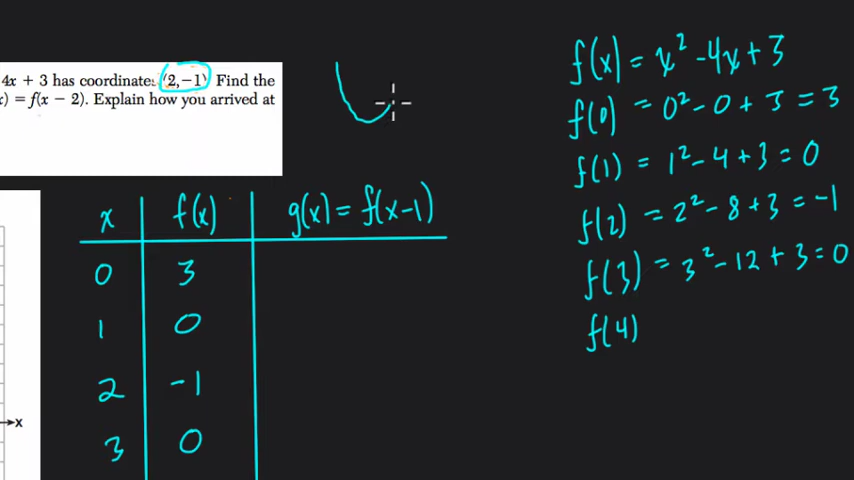 4x + 3 has coordinates (2,−1). Find the
x) = f(x − 2). Explain how you arrived at
f(x) = x² -4x+3
f(0) = 0² - 0 + 3 = 3
f(1) = 1² - 4 + 3 = 0
f(2) = 2² - 8 + 3 = -1
f(3) = 3² - 12 + 3 = 0
f(4)
x f(x) g(x) = f(x-1)
0 3
1 0
2 -1
3 0
x